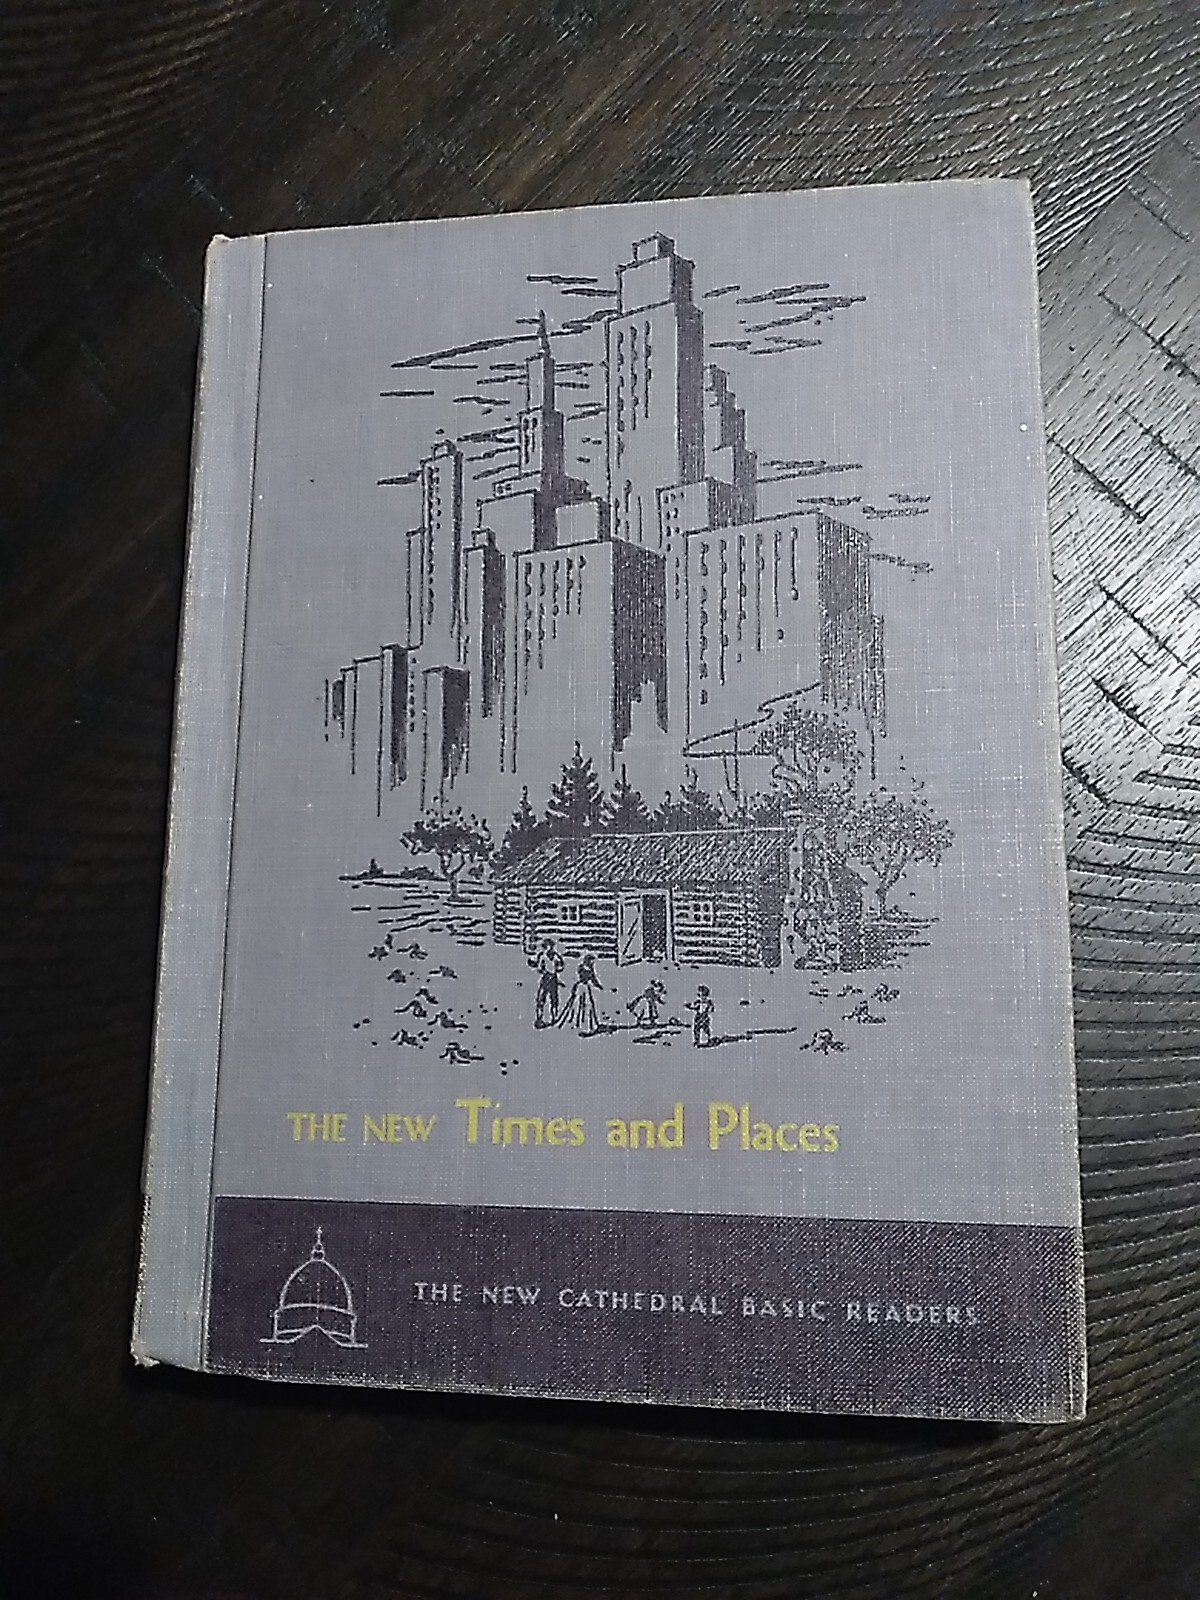 THE NEW Times and Places
THE NEW CATHEDRAL BASIC READERS